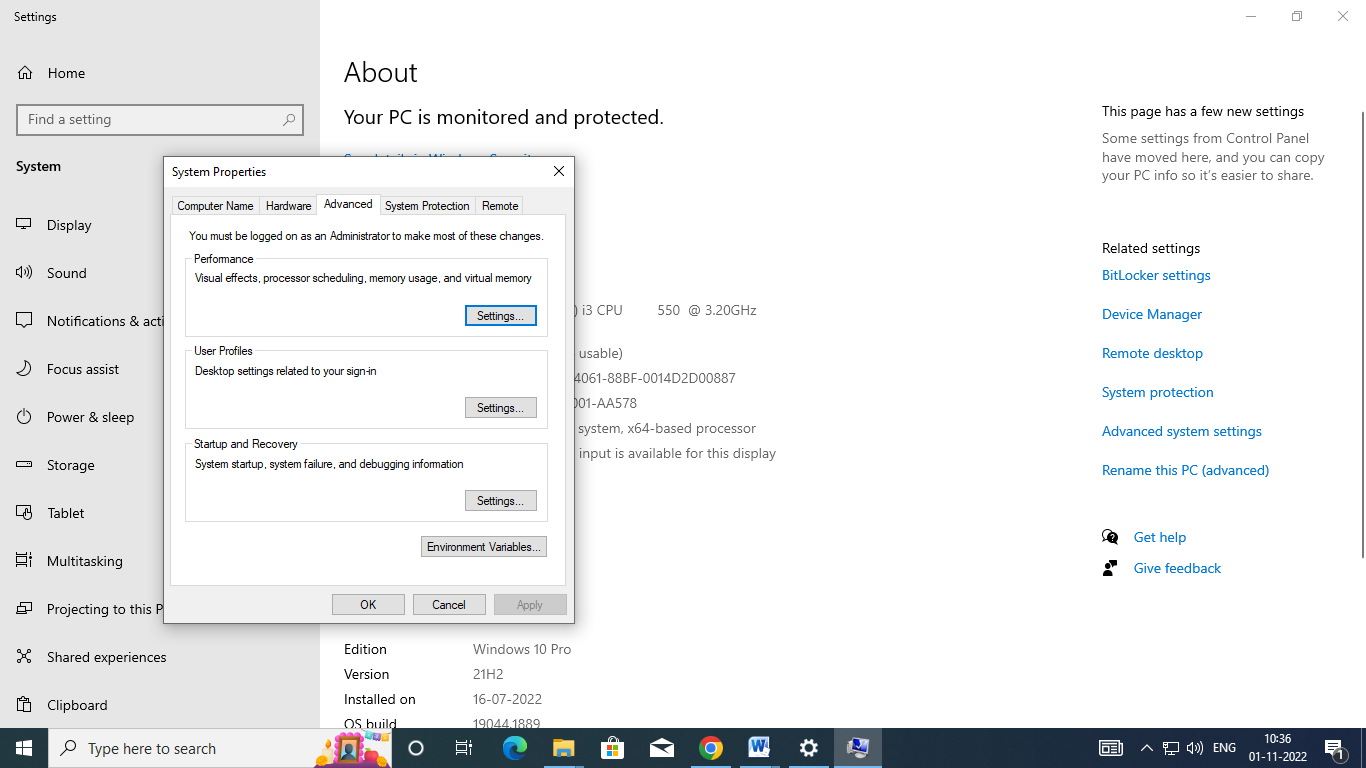 Settings
Home
Find a setting
System
Display
Sound
Notifications & acti
Focus assist
Power & sleep
Storage
Tablet
Multitasking
Projecting to this P
Shared experiences
Clipboard
About
Your PC is monitored and protected.
System Properties
Computer Name Hardware Advanced System Protection Remote
You must be logged on as an Administrator to make most of these changes.
Performance
Visual effects, processor scheduling, memory usage, and virtual memory
Settings...
User Profiles
Desktop settings related to your sign-in
Settings...
Startup and Recovery
System startup, system failure, and debugging information
Settings...
Environment Variables...
OK Cancel Apply
) i3 CPU 550 @ 3.20GHz
usable)
4061-88BF-0014D2D00887
001-AA578
system, x64-based processor
input is available for this display
Edition Windows 10 Pro
Version 21H2
Installed on 16-07-2022
OS build 19044.1889
This page has a few new settings
Some settings from Control Panel
have moved here, and you can copy
your PC info so it's easier to share.
Related settings
BitLocker settings
Device Manager
Remote desktop
System protection
Advanced system settings
Rename this PC (advanced)
Get help
Give feedback
Type here to search
W
ENG
10:36
01-11-2022
1